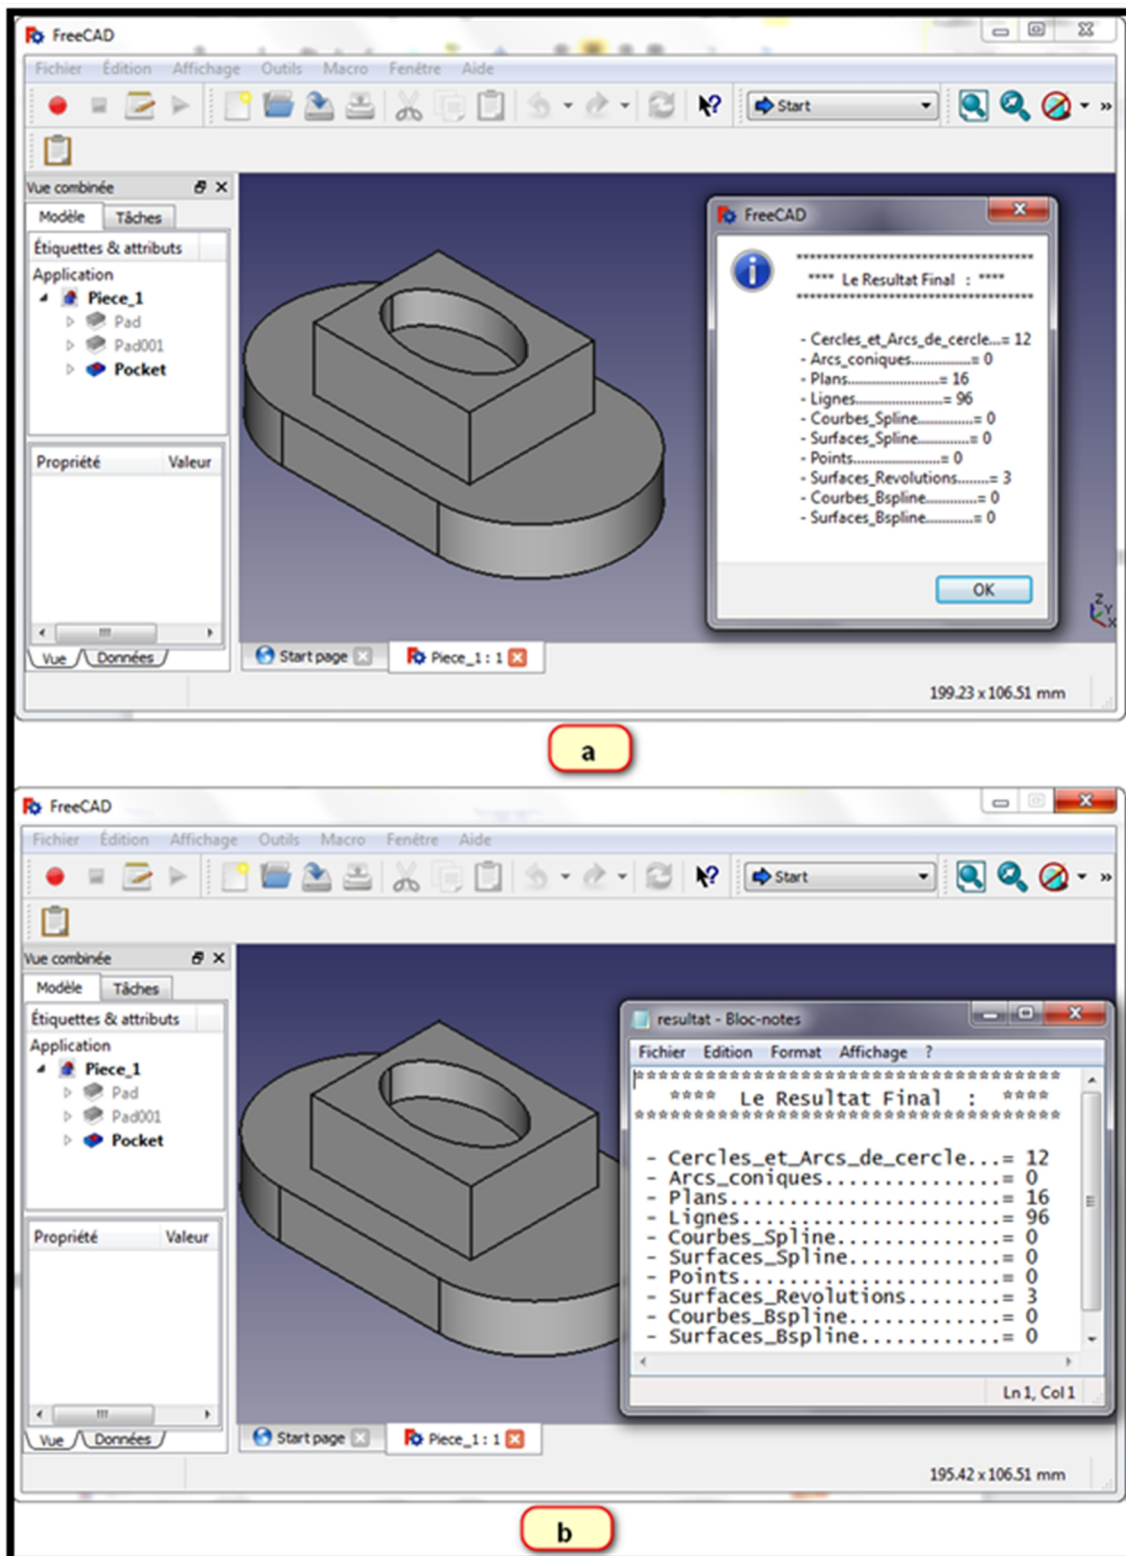 FreeCAD
Fichier Édition Affichage Outils Macro Fenêtre Aide
Start
»
Vue combinée
Modèle Tâches
Étiquettes & attributs
Application
Piece_1
Pad
Pad001
Pocket
Propriété Valeur
Vue Données
FreeCAD
**** Le Resultat Final : ****
- Cercles_et_Arcs_de_cercle...= 12
- Arcs_coniques...............= 0
- Plans.......................= 16
- Lignes......................= 96
- Courbes_Spline..............= 0
- Surfaces_Spline.............= 0
- Points......................= 0
- Surfaces_Revolutions........= 3
- Courbes_Bspline.............= 0
- Surfaces_Bspline............= 0
OK
Z
Y
X
Start page Piece_1 : 1
199.23 x 106.51 mm
a
FreeCAD
Fichier Édition Affichage Outils Macro Fenêtre Aide
Start
»
Vue combinée
Modèle Tâches
Étiquettes & attributs
Application
Piece_1
Pad
Pad001
Pocket
Propriété Valeur
Vue Données
resultat - Bloc-notes
Fichier Edition Format Affichage ?
************************************
**** Le Resultat Final : ****
************************************
- Cercles_et_Arcs_de_cercle...= 12
- Arcs_coniques...............= 0
- Plans.......................= 16
- Lignes......................= 96
- Courbes_Spline..............= 0
- Surfaces_Spline.............= 0
- Points......................= 0
- Surfaces_Revolutions........= 3
- Courbes_Bspline.............= 0
- Surfaces_Bspline............= 0
Ln 1, Col 1
Start page Piece_1 : 1
195.42 x 106.51 mm
b